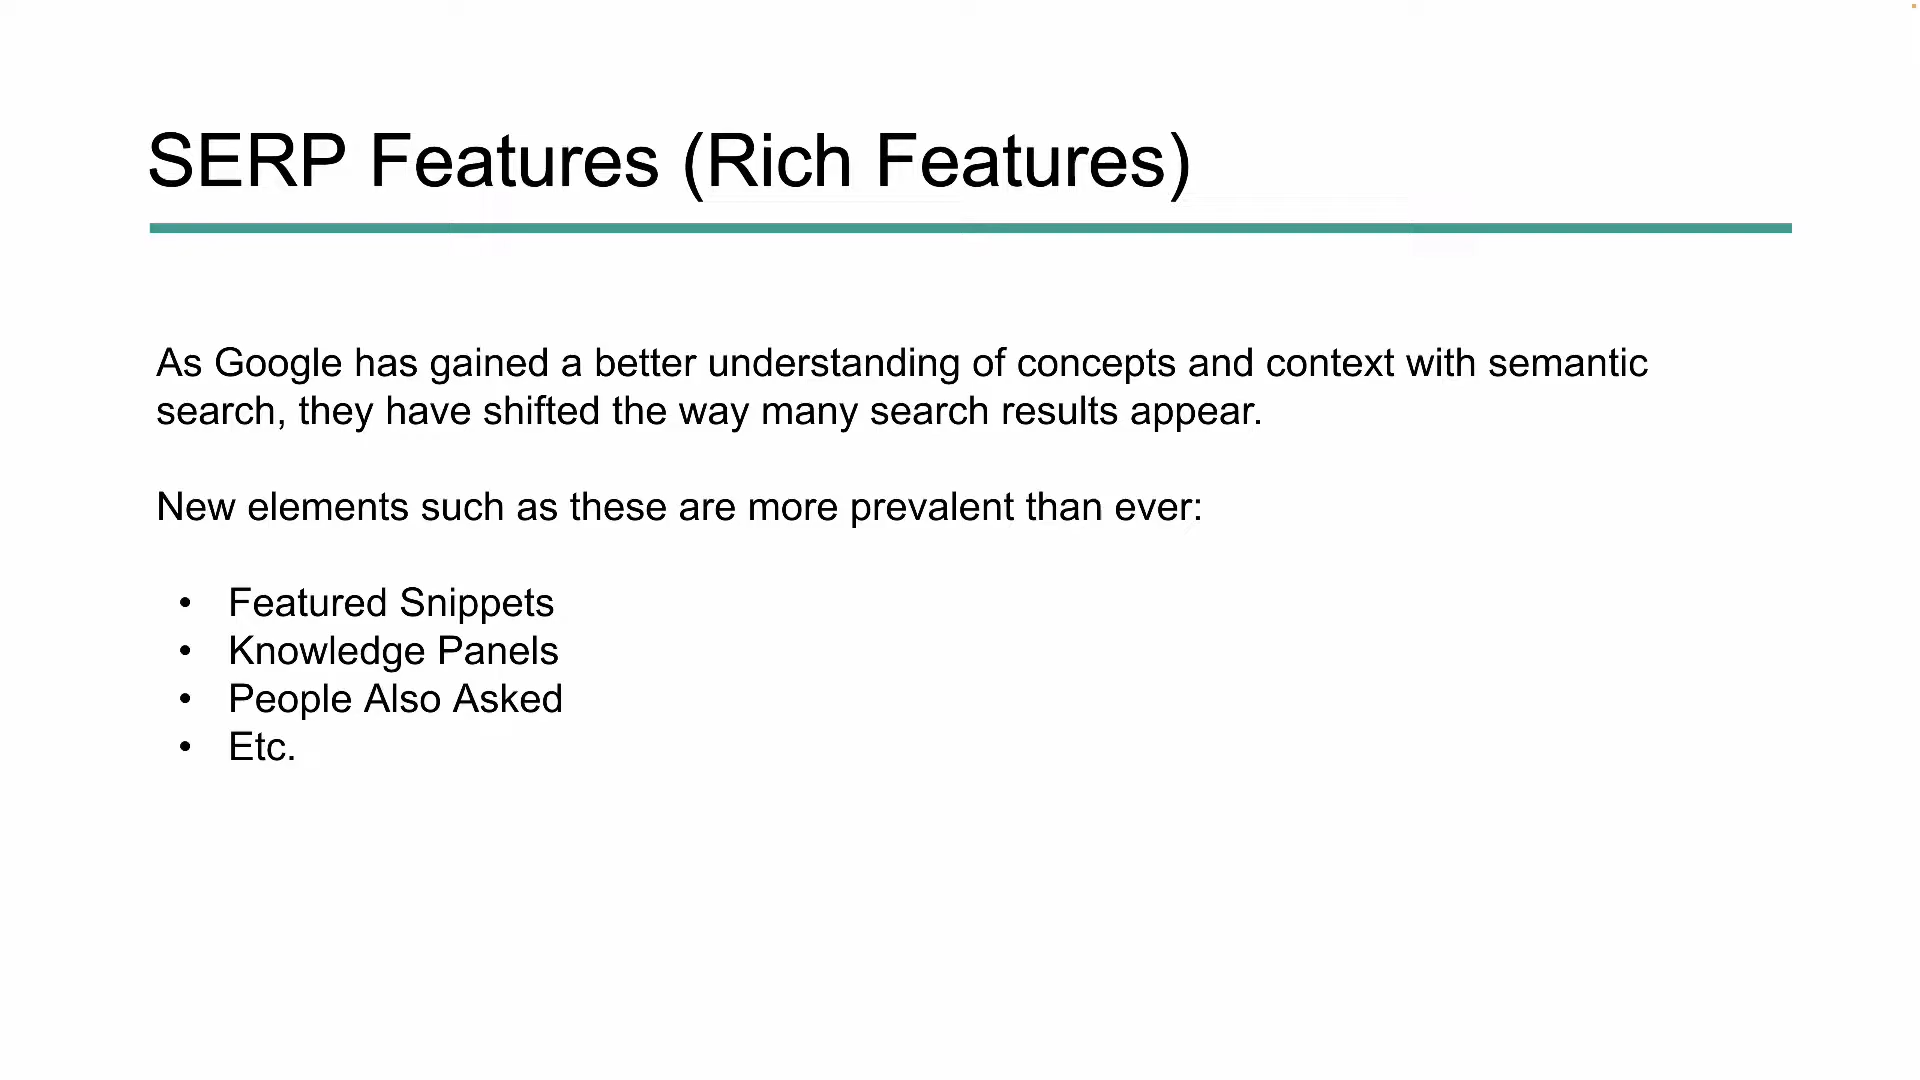 SERP Features (Rich Features)
As Google has gained a better understanding of concepts and context with semantic
search, they have shifted the way many search results appear.
New elements such as these are more prevalent than ever:
• Featured Snippets
• Knowledge Panels
• People Also Asked
• Etc.